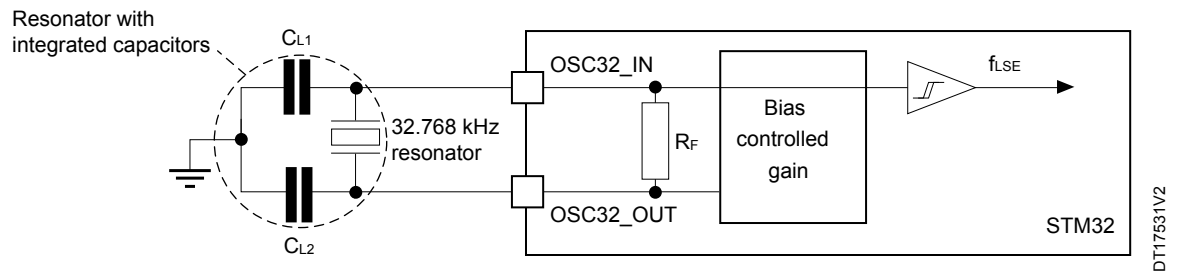 Resonator with
integrated capacitors
CL1
OSC32_IN
fLSE
32.768 kHz
resonator
RF
Bias
controlled
gain
OSC32_OUT
CL2
STM32
DT17531V2